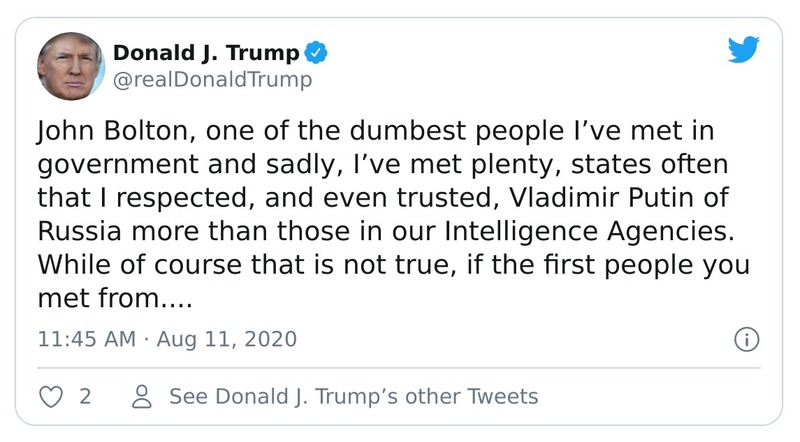 Donald J. Trump
@realDonaldTrump
John Bolton, one of the dumbest people I’ve met in
government and sadly, I’ve met plenty, states often
that I respected, and even trusted, Vladimir Putin of
Russia more than those in our Intelligence Agencies.
While of course that is not true, if the first people you
met from....
11:45 AM · Aug 11, 2020
2
See Donald J. Trump’s other Tweets